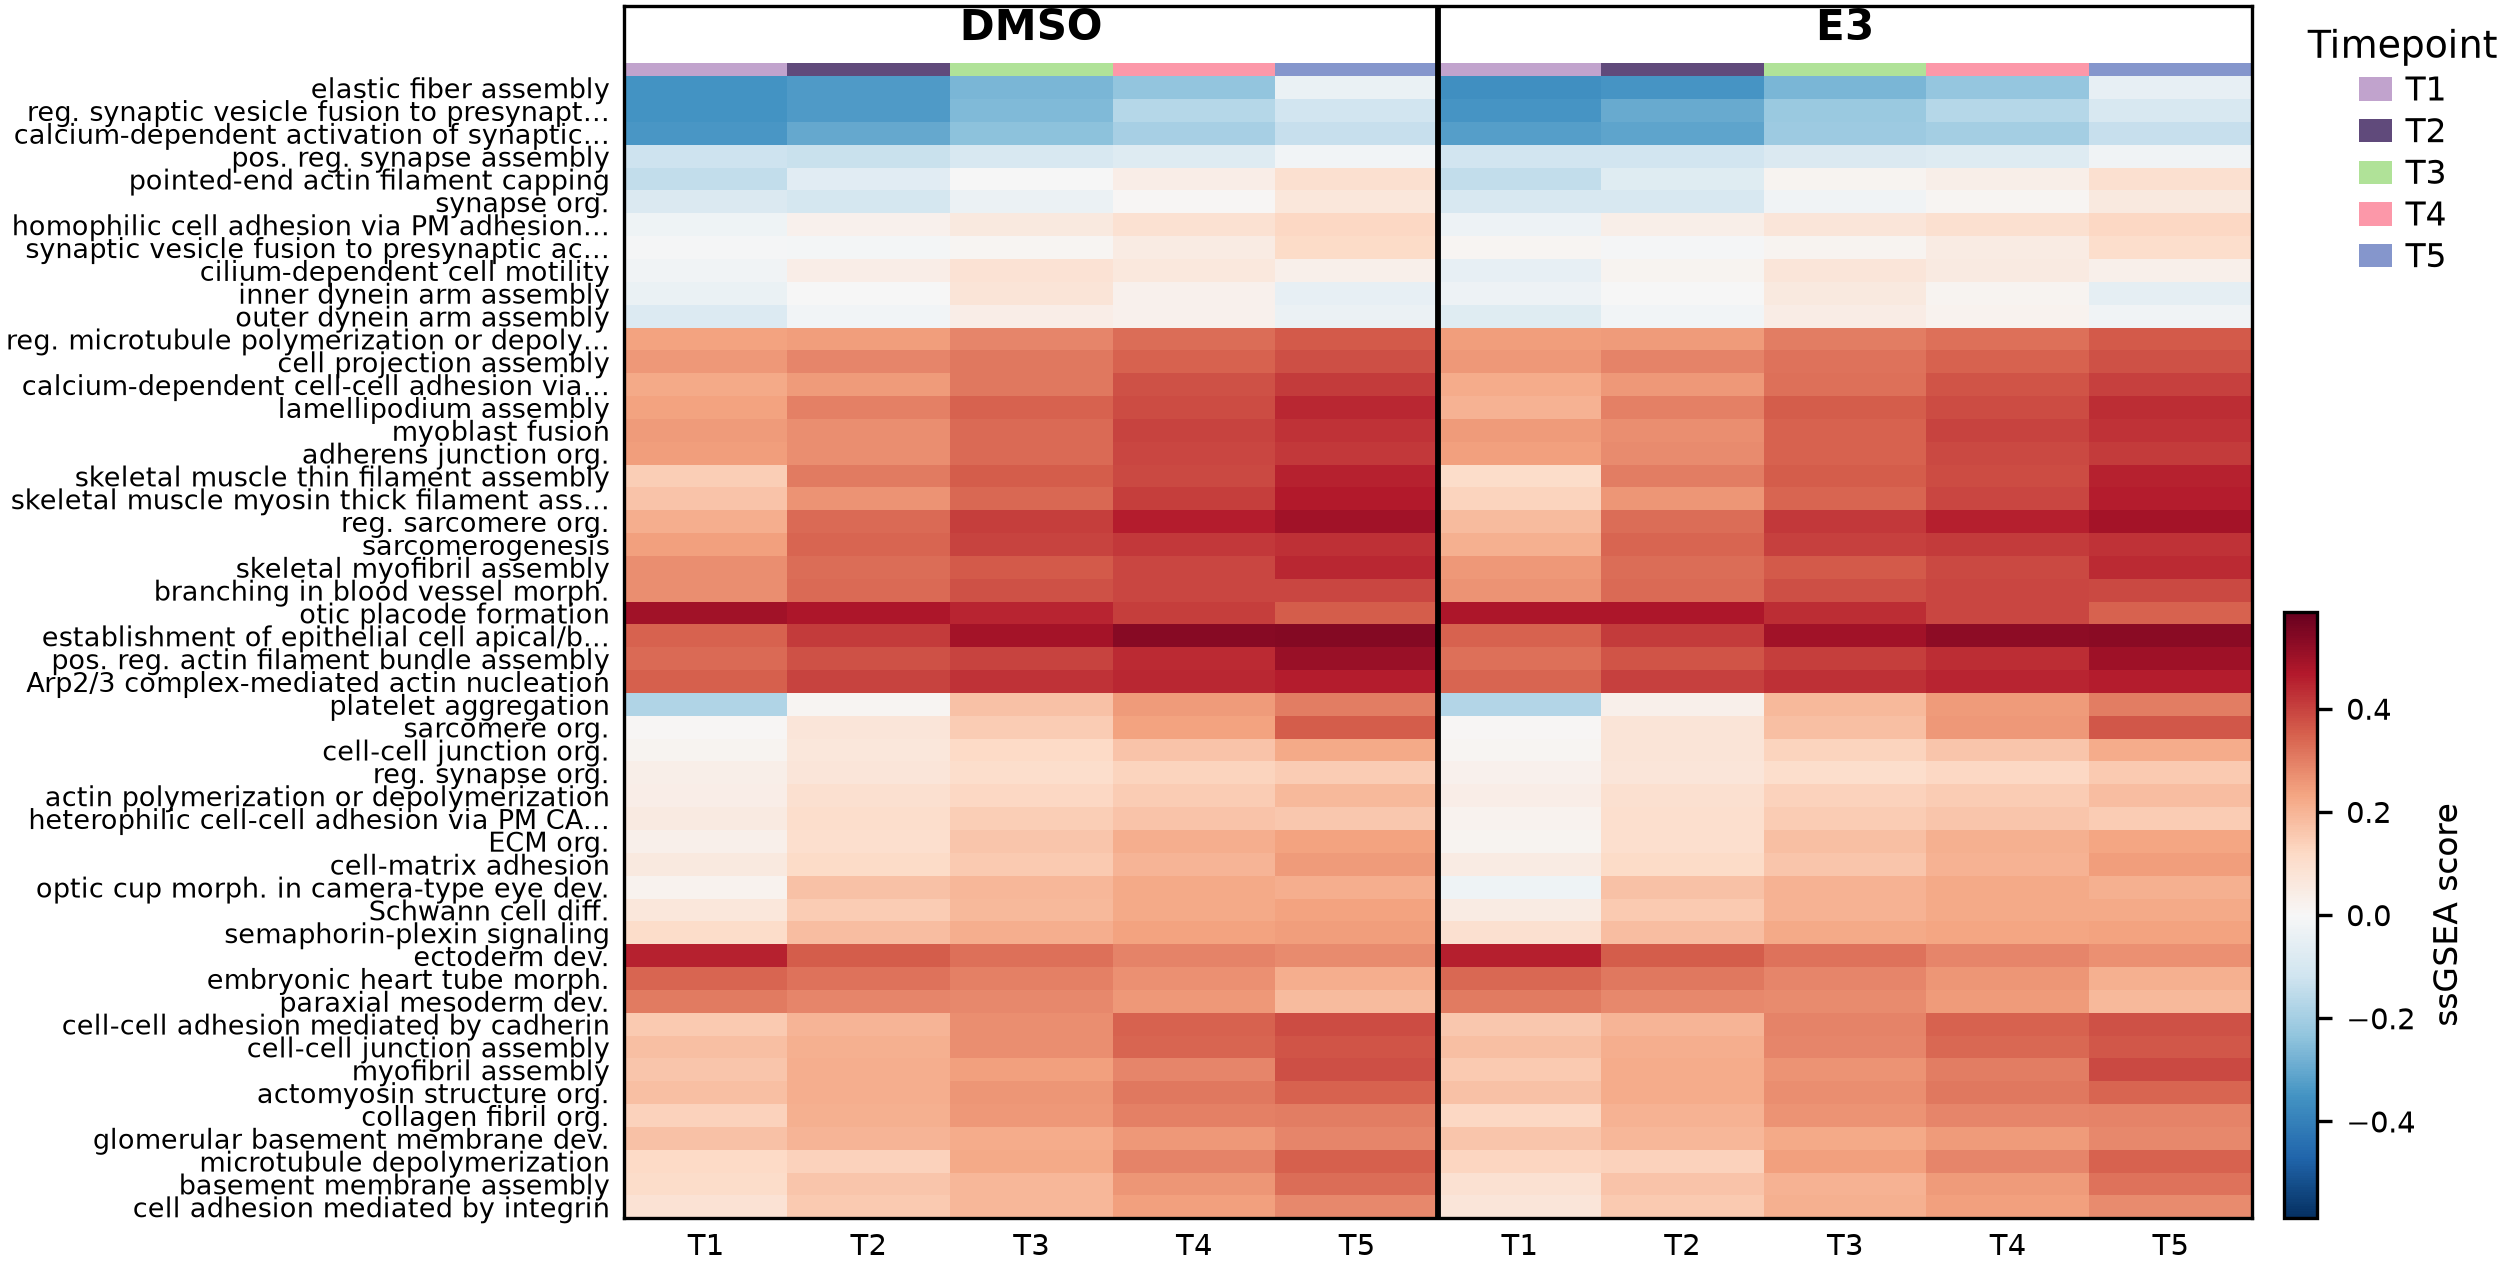 DMSO
E3
Timepoint
T1
T2
T3
T4
T5
elastic fiber assembly
reg. synaptic vesicle fusion to presynapt...
calcium-dependent activation of synaptic...
pos. reg. synapse assembly
pointed-end actin filament capping
synapse org.
homophilic cell adhesion via PM adhesion...
synaptic vesicle fusion to presynaptic ac...
cilium-dependent cell motility
inner dynein arm assembly
outer dynein arm assembly
reg. microtubule polymerization or depoly...
cell projection assembly
calcium-dependent cell-cell adhesion via...
lamellipodium assembly
myoblast fusion
adherens junction org.
skeletal muscle thin filament assembly
skeletal muscle myosin thick filament ass...
reg. sarcomere org.
sarcomerogenesis
skeletal myofibril assembly
branching in blood vessel morph.
otic placode formation
establishment of epithelial cell apical/b...
pos. reg. actin filament bundle assembly
Arp2/3 complex-mediated actin nucleation
platelet aggregation
sarcomere org.
cell-cell junction org.
reg. synapse org.
actin polymerization or depolymerization
heterophilic cell-cell adhesion via PM CA...
ECM org.
cell-matrix adhesion
optic cup morph. in camera-type eye dev.
Schwann cell diff.
semaphorin-plexin signaling
ectoderm dev.
embryonic heart tube morph.
paraxial mesoderm dev.
cell-cell adhesion mediated by cadherin
cell-cell junction assembly
myofibril assembly
actomyosin structure org.
collagen fibril org.
glomerular basement membrane dev.
microtubule depolymerization
basement membrane assembly
cell adhesion mediated by integrin
T1 T2 T3 T4 T5 T1 T2 T3 T4 T5
0.4
0.2
0.0
−0.2
−0.4
ssGSEA score